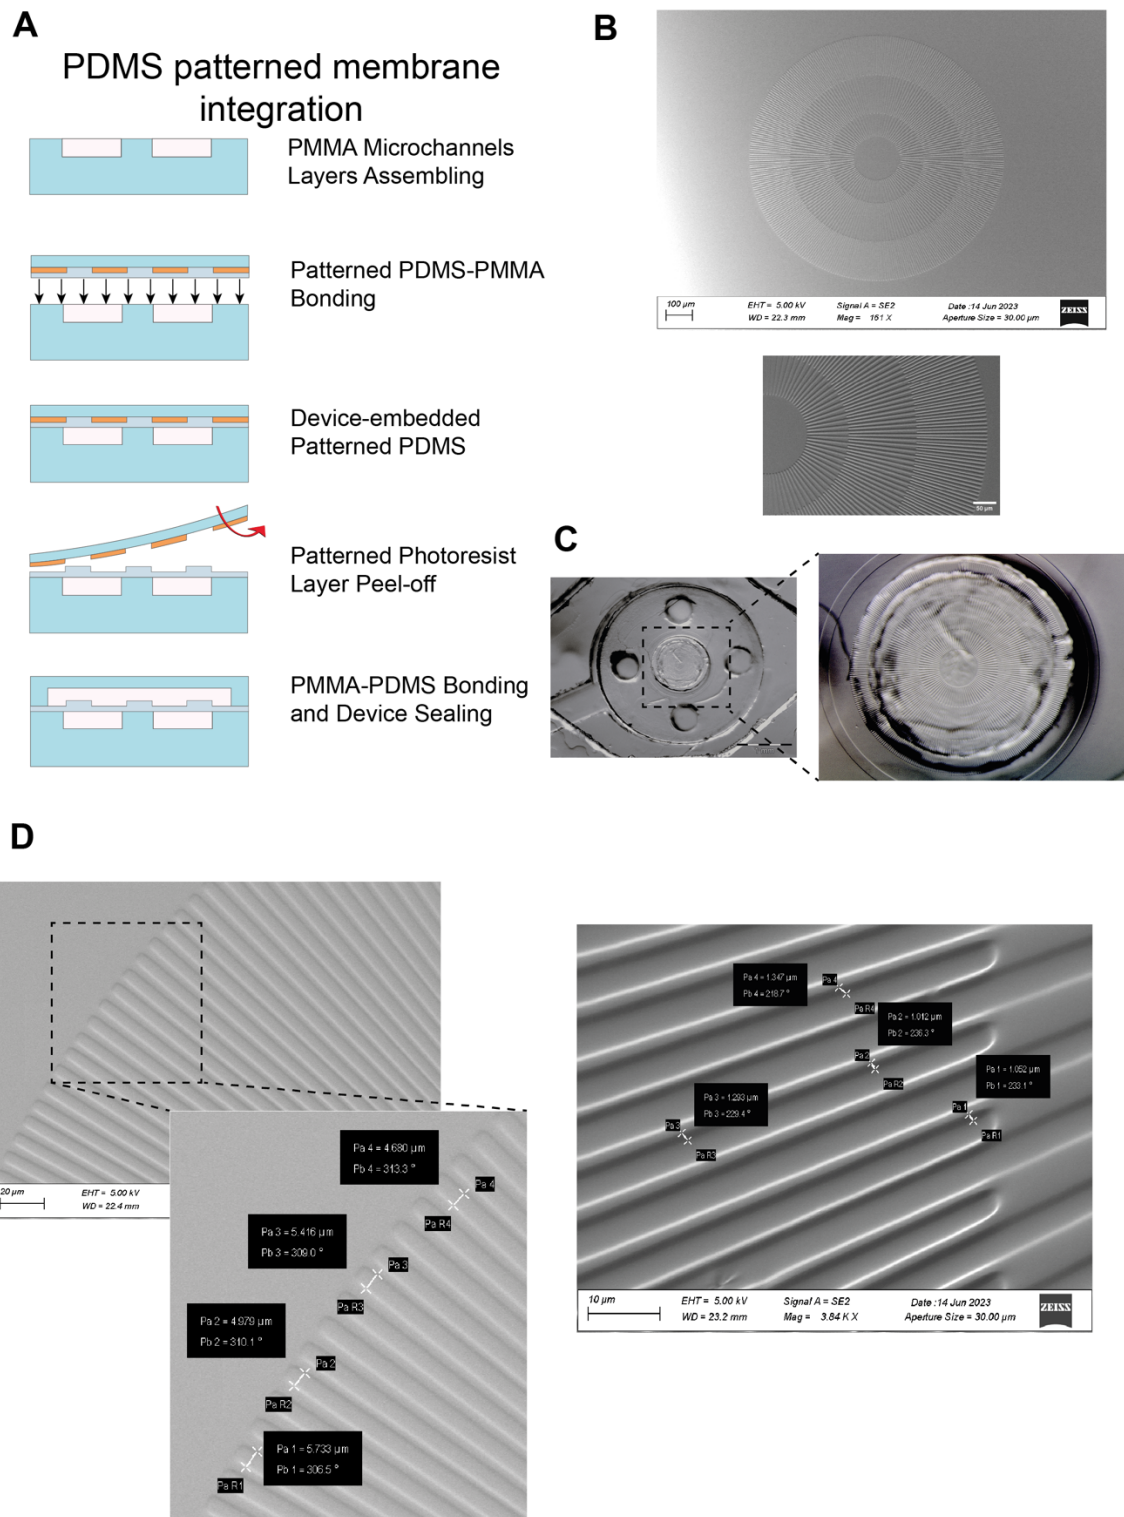 A
PDMS patterned membrane
integration
PMMA Microchannels
Layers Assembling
Patterned PDMS-PMMA
Bonding
Device-embedded
Patterned PDMS
Patterned Photoresist
Layer Peel-off
PMMA-PDMS Bonding
and Device Sealing
B
100 µm
EHT = 5.00 kV
Signal A = SE2
Date :14 Jun 2023
WD = 22.3 mm
Mag = 151 X
Aperture Size = 30.00 µm
ZEISS
50 µm
C
D
20 µm
EHT = 5.00 kV
WD = 22.4 mm
Pa 4 = 4.680 µm
Pb 4 = 313.3 °
Pa 4
Pa R4
Pa 3 = 5.416 µm
Pb 3 = 309.0 °
Pa 3
Pa R3
Pa 2 = 4.979 µm
Pb 2 = 310.1 °
Pa 2
Pa R2
Pa 1 = 5.733 µm
Pb 1 = 306.5 °
Pa R1
Pa 4 = 1.347 µm
Pb 4 = 218.7 °
Pa 4
Pa R4
Pa 2 = 1.012 µm
Pb 2 = 236.3 °
Pa 2
Pa R2
Pa 1 = 1.052 µm
Pb 1 = 233.1 °
Pa 1
Pa R1
Pa 3 = 1.293 µm
Pb 3 = 229.4 °
Pa 3
Pa R3
10 µm
EHT = 5.00 kV
Signal A = SE2
Date :14 Jun 2023
WD = 23.2 mm
Mag = 3.84 K X
Aperture Size = 30.00 µm
ZEISS